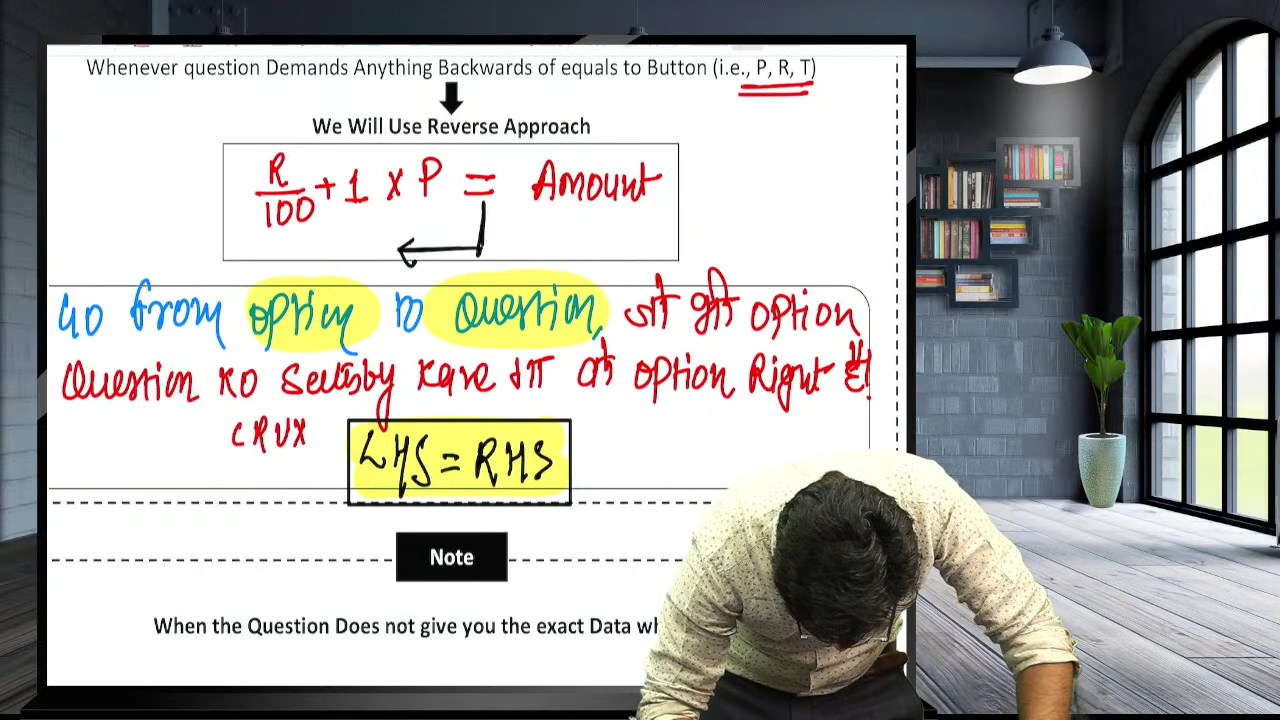 Whenever question Demands Anything Backwards of equals to Button (i.e., P, R, T)
We Will Use Reverse Approach
R/100 + 1 x P = Amount
Go from option to Question, जो भी option
Question ko Satisfy kare वो option Right है!
CRUX
LHS = RHS
Note
When the Question Does not give you the exact Data